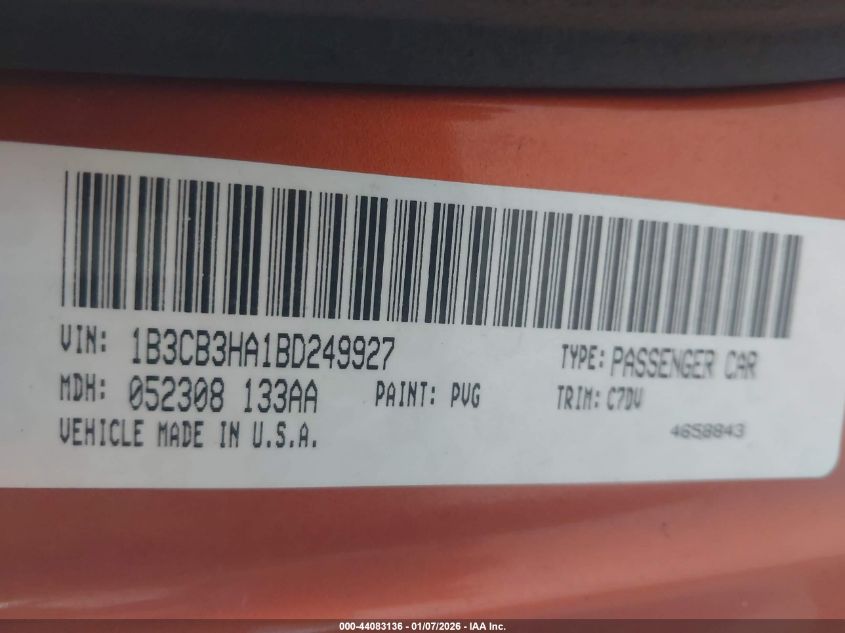 VIN: 1B3CB3HA1BD249927 TYPE: PASSENGER CAR
MDH: 052308 133AA PAINT: PVG TRIM: C7DV
VEHICLE MADE IN U.S.A. 4658843
000-44083136 - 01/07/2026 - IAA Inc.